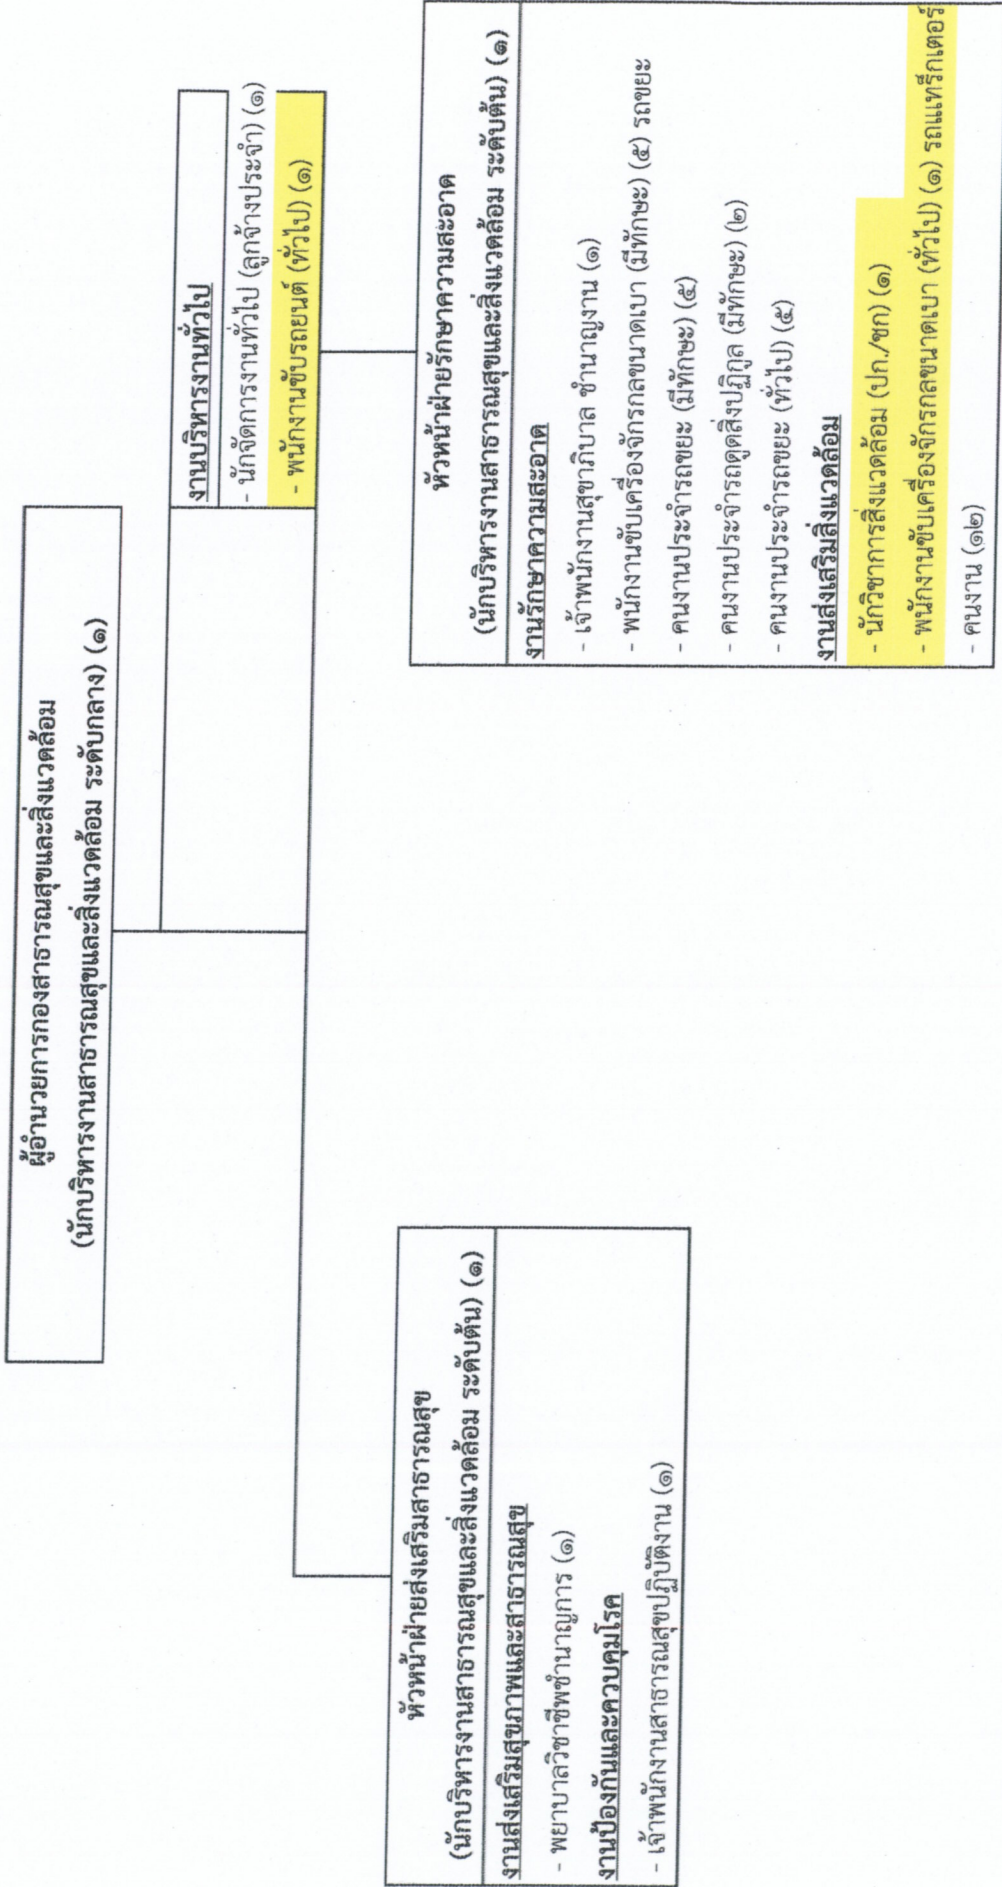 ผู้อำนวยการกองสาธารณสุขและสิ่งแวดล้อม
(นักบริหารงานสาธารณสุขและสิ่งแวดล้อม ระดับกลาง) (๑)
งานบริหารงานทั่วไป
- นักจัดการงานทั่วไป (ลูกจ้างประจำ) (๑)
- พนักงานขับรถยนต์ (ทั่วไป) (๑)
หัวหน้าฝ่ายส่งเสริมสาธารณสุข
(นักบริหารงานสาธารณสุขและสิ่งแวดล้อม ระดับต้น) (๑)
งานส่งเสริมสุขภาพและสาธารณสุข
- พยาบาลวิชาชีพชำนาญการ (๑)
งานป้องกันและควบคุมโรค
- เจ้าพนักงานสาธารณสุขปฏิบัติงาน (๑)
หัวหน้าฝ่ายรักษาความสะอาด
(นักบริหารงานสาธารณสุขและสิ่งแวดล้อม ระดับต้น) (๑)
งานรักษาความสะอาด
- เจ้าพนักงานสุขาภิบาล ชำนาญงาน (๑)
- พนักงานขับเครื่องจักรกลขนาดเบา (มีทักษะ) (๕) รถขยะ
- คนงานประจำรถขยะ (มีทักษะ) (๕)
- คนงานประจำรถดูดสิ่งปฏิกูล (มีทักษะ) (๒)
- คนงานประจำรถขยะ (ทั่วไป) (๕)
งานส่งเสริมสิ่งแวดล้อม
- นักวิชาการสิ่งแวดล้อม (ปก./ชก) (๑)
- พนักงานขับเครื่องจักรกลขนาดเบา (ทั่วไป) (๑) รถแทร็กเตอร์
- คนงาน (๑๒)